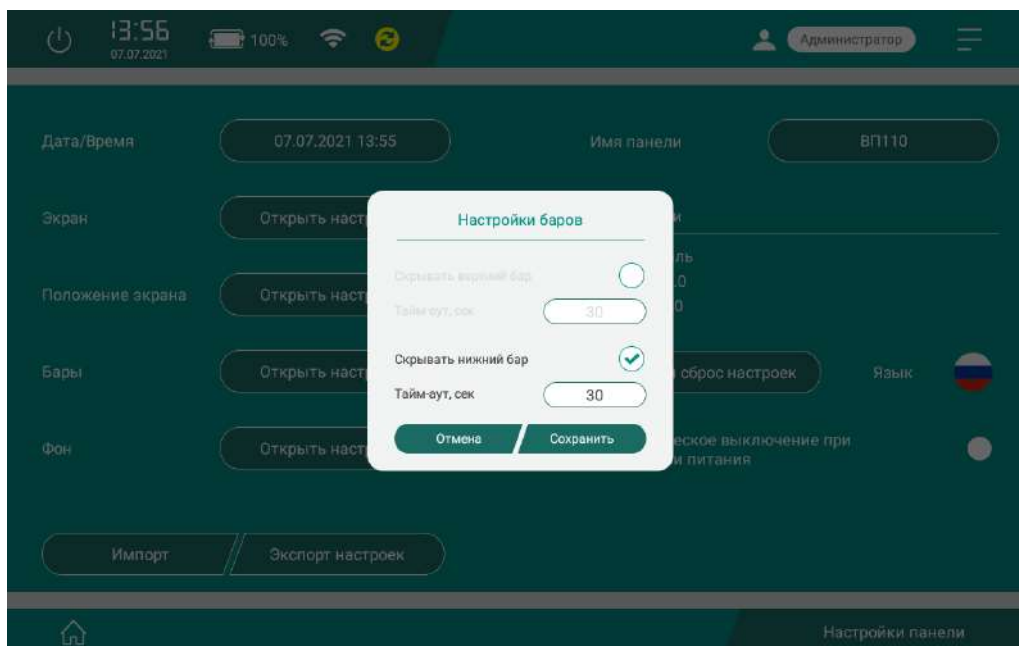 13:56
07.07.2021
100%
Администратор
Дата/Время
07.07.2021 13:55
Имя панели
ВП110
Экран
Открыть наст
и
Настройки баров
ль
.0
0
Скрывать верхний бар
Тайм-аут, сек
30
Положение экрана
Открыть наст
Скрывать нижний бар
Тайм-аут, сек
30
Бары
Открыть наст
сброс настроек
Язык
Отмена
Сохранить
Фон
Открыть наст
еское выключение при
и питания
Импорт
Экспорт настроек
Настройки панели